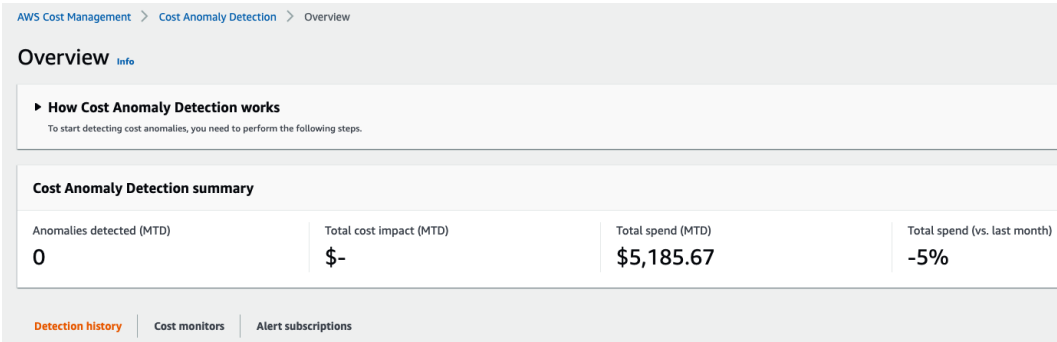 AWS Cost Management > Cost Anomaly Detection > Overview
Overview Info
How Cost Anomaly Detection works
To start detecting cost anomalies, you need to perform the following steps.
Cost Anomaly Detection summary
Anomalies detected (MTD) Total cost impact (MTD) Total spend (MTD) Total spend (vs. last month)
0 $- $5,185.67 -5%
Detection history Cost monitors Alert subscriptions